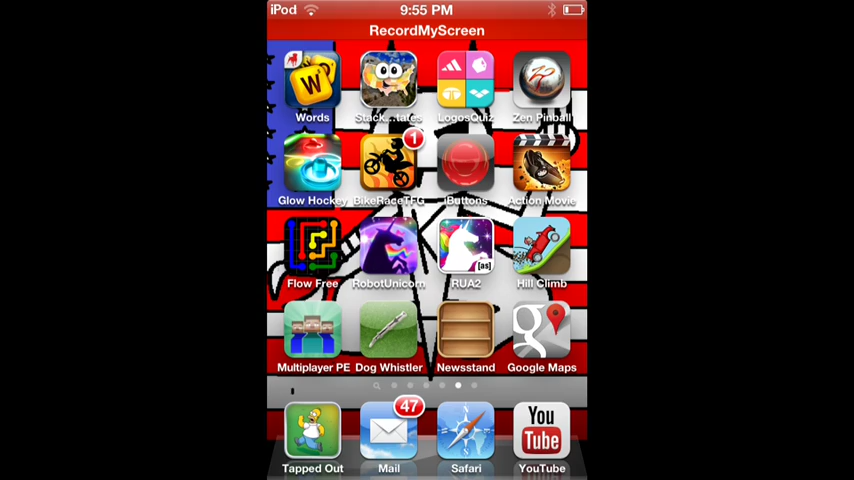 iPod 9:55 PM
RecordMyScreen
W
Words Stack...tates LogosQuiz Zen Pinball
1
Glow Hockey BikeRaceTFG iButtons Action Movie
[as]
Flow Free RobotUnicorn RUA2 Hill Climb
g
Multiplayer PE Dog Whistler Newsstand Google Maps
47
You
Tube
Tapped Out Mail Safari YouTube